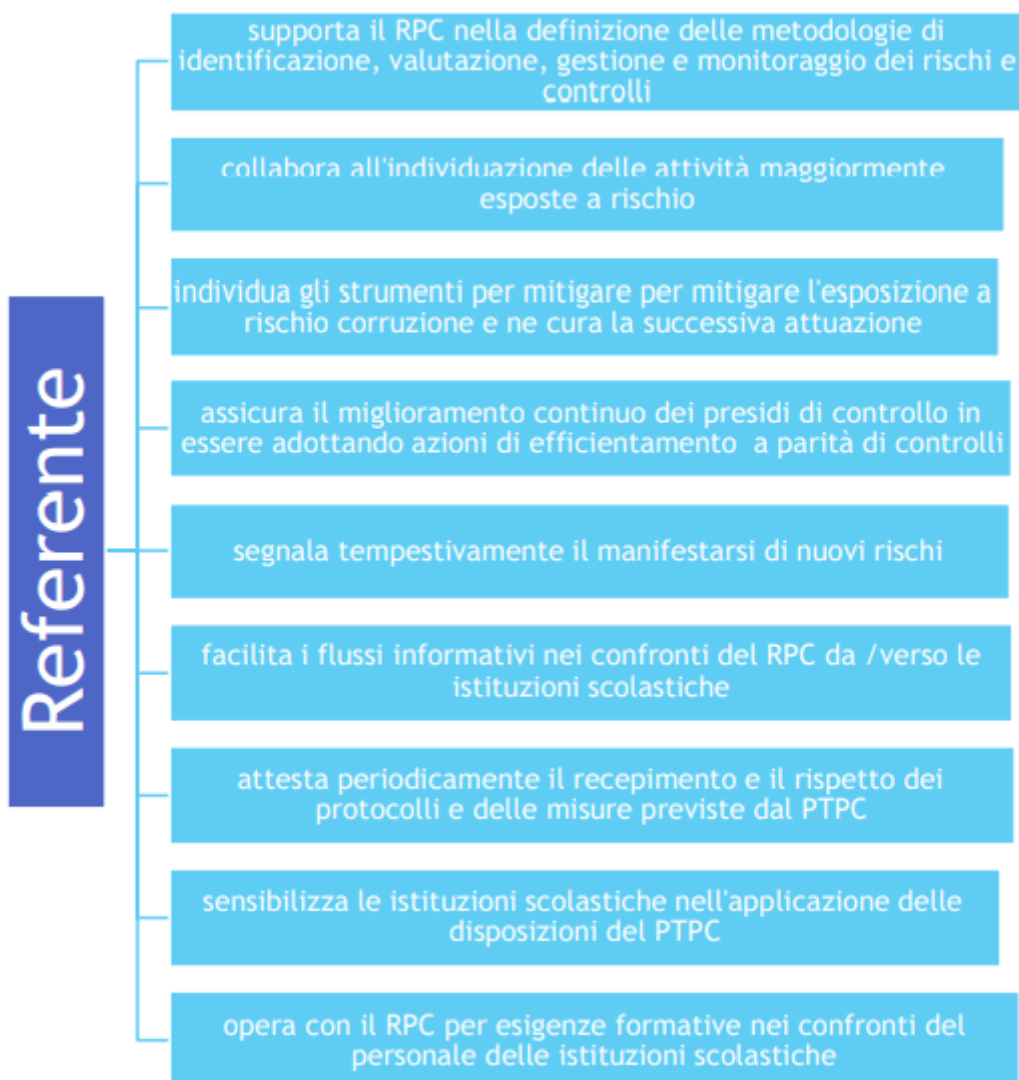 Referente
supporta il RPC nella definizione delle metodologie di
identificazione, valutazione, gestione e monitoraggio dei rischi e
controlli
collabora all'individuazione delle attività maggiormente
esposte a rischio
individua gli strumenti per mitigare per mitigare l'esposizione a
rischio corruzione e ne cura la successiva attuazione
assicura il miglioramento continuo dei presidi di controllo in
essere adottando azioni di efficientamento a parità di controlli
segnala tempestivamente il manifestarsi di nuovi rischi
facilita i flussi informativi nei confronti del RPC da /verso le
istituzioni scolastiche
attesta periodicamente il recepimento e il rispetto dei
protocolli e delle misure previste dal PTPC
sensibilizza le istituzioni scolastiche nell'applicazione delle
disposizioni del PTPC
opera con il RPC per esigenze formative nei confronti del
personale delle istituzioni scolastiche